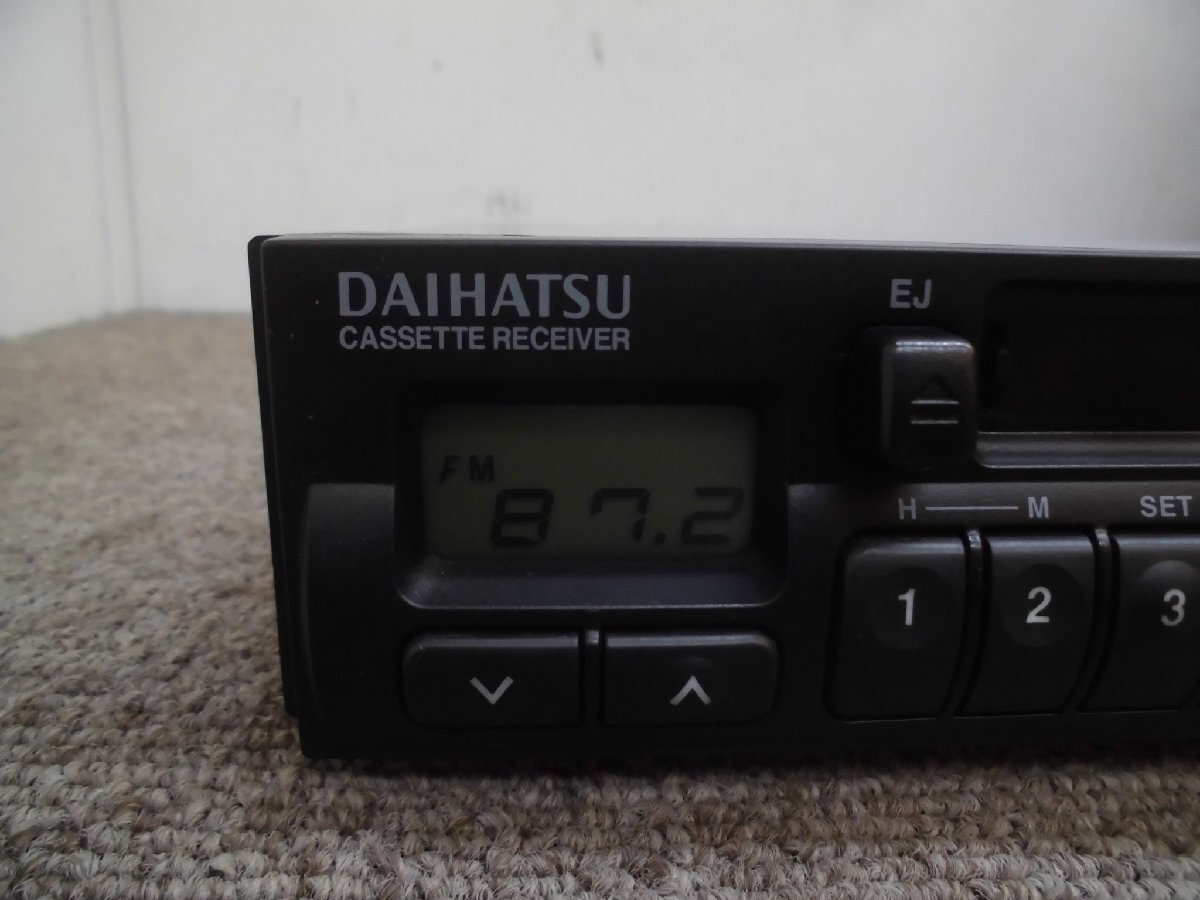 DAIHATSU
CASSETTE RECEIVER
EJ
FM
87.2
H M SET
1 2 3